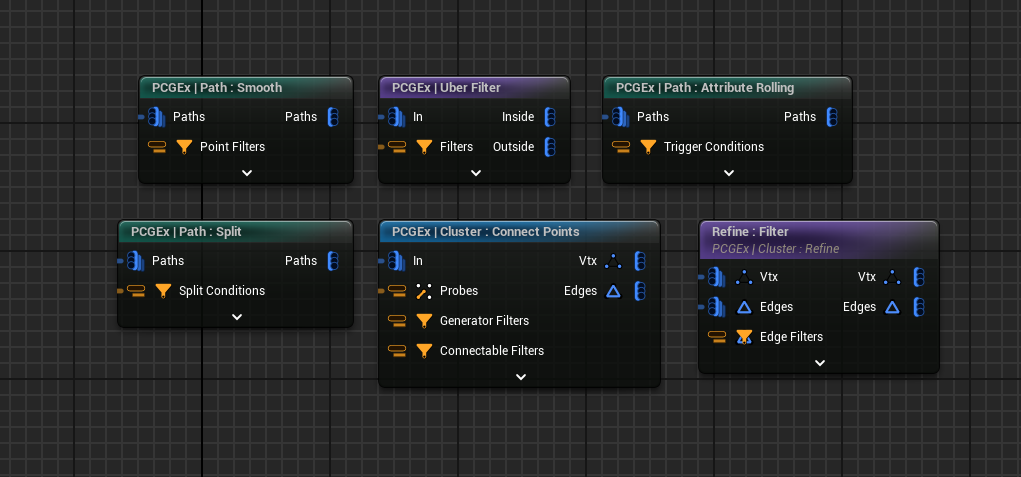 PCGEx | Path : Smooth
Paths Paths
Point Filters
PCGEx | Uber Filter
In Inside
Filters Outside
PCGEx | Path : Attribute Rolling
Paths Paths
Trigger Conditions
PCGEx | Path : Split
Paths Paths
Split Conditions
PCGEx | Cluster : Connect Points
In Vtx
Probes Edges
Generator Filters
Connectable Filters
Refine : Filter
PCGEx | Cluster : Refine
Vtx Vtx
Edges Edges
Edge Filters